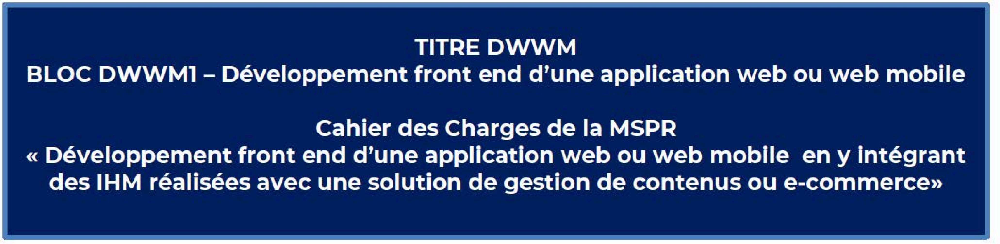 TITRE DWWM
BLOC DWWM1 – Développement front end d’une application web ou web mobile
Cahier des Charges de la MSPR
« Développement front end d’une application web ou web mobile  en y intégrant
des IHM réalisées avec une solution de gestion de contenus ou e-commerce»